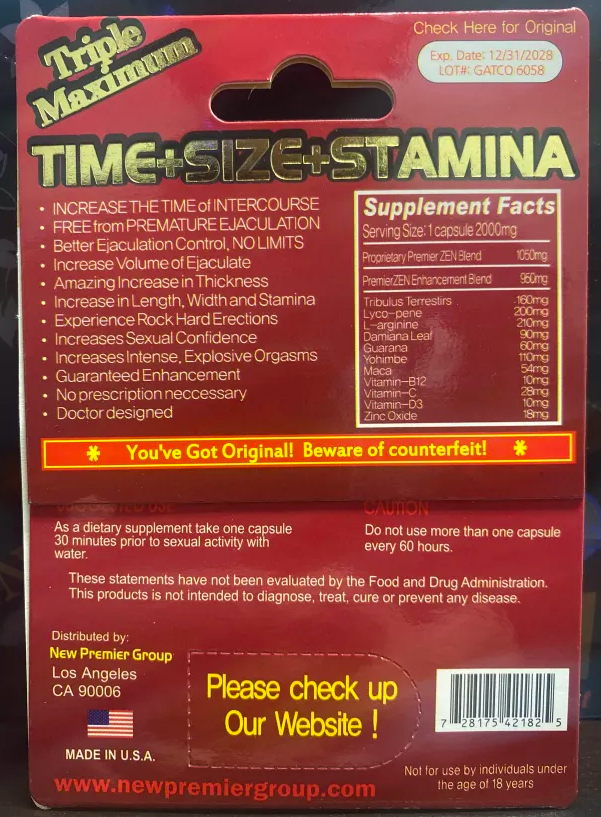 Triple
Maximum
Check Here for Original
Exp. Date: 12/31/2028
LOT#: GATCO 6058
TIME+SIZE+STAMINA
• INCREASE THE TIME of INTERCOURSE
• FREE from PREMATURE EJACULATION
• Better Ejaculation Control, NO LIMITS
• Increase Volume of Ejaculate
• Amazing Increase in Thickness
• Increase in Length, Width and Stamina
• Experience Rock Hard Erections
• Increases Sexual Confidence
• Increases Intense, Explosive Orgasms
• Guaranteed Enhancement
• No prescription neccessary
• Doctor designed
Supplement Facts
Serving Size: 1 capsule 2000mg
Proprietary Premier ZEN Blend 1050mg
PremierZEN Enhancement Blend 950mg
Tribulus Terrestirs 160mg
Lyco-pene 200mg
L-arginine 210mg
Damiana Leaf 90mg
Guarana 60mg
Yohimbe 110mg
Maca 54mg
Vitamin-B12 10mg
Vitamin-C 28mg
Vitamin-D3 10mg
Zinc Oxide 18mg
* You've Got Original! Beware of counterfeit! *
SUGGESTED USE
As a dietary supplement take one capsule
30 minutes prior to sexual activity with
water.
CAUTION
Do not use more than one capsule
every 60 hours.
These statements have not been evaluated by the Food and Drug Administration.
This products is not intended to diagnose, treat, cure or prevent any disease.
Distributed by:
New Premier Group
Los Angeles
CA 90006
MADE IN U.S.A.
Please check up
Our Website !
7 28175 42182 5
Not for use by individuals under
the age of 18 years
www.newpremiergroup.com